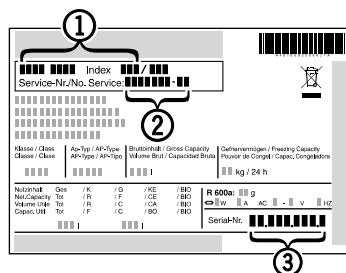 1
Index /
Service-Nr./No. Service: -
2
Klasse / Class
Classe / Clase
Ap-Typ / AP-Type
AP-Type / AP-Tipo
Bruttoinhalt / Gross Capacity
Volume Brut / Capacidad Bruta
Gefriervermögen / Freezing Capacity
Pouvoir de Congel / Capac, Congeladora
l
kg / 24 h
Nutzinhalt Ges / K / G / KE / BIO
Net.Capacity Tot / R / F / CE / BIO
Volume Utile Tot / R / C / CA / BIO
Capac, Util Tot / F / C / BO / BIO
l l
R 600a: g
W A AC - V HZ
Serial-Nr. . . .
3